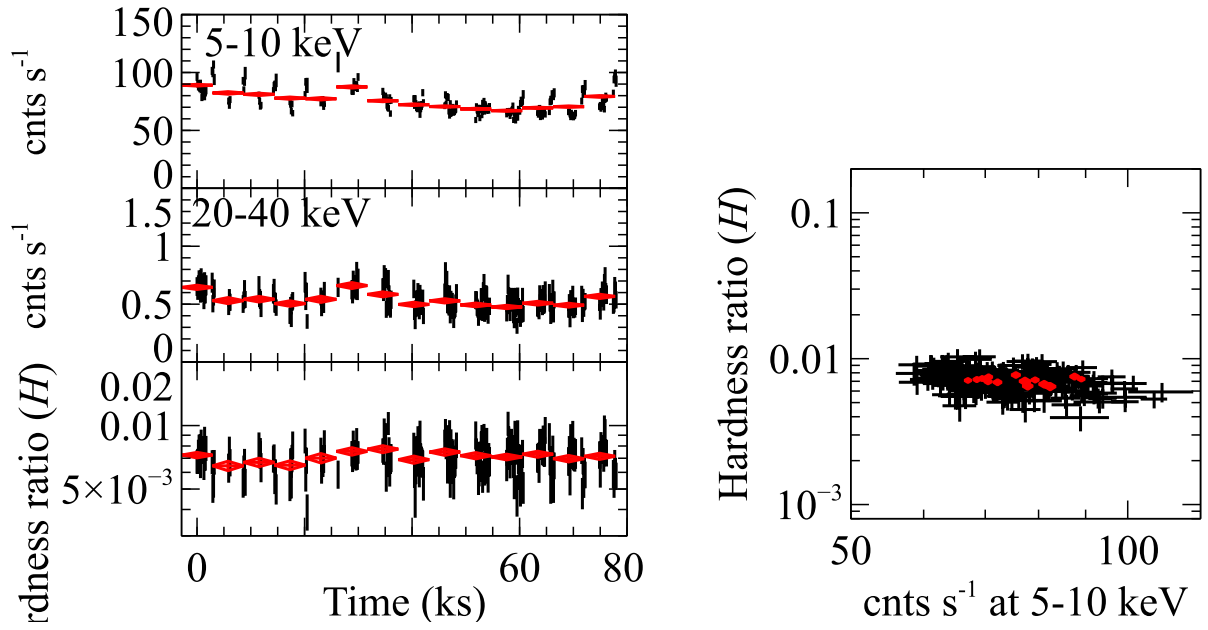 150
5-10 keV
100
50
0
cnts s⁻¹
20-40 keV
1.5
1
0.5
0
cnts s⁻¹
0.02
0.01
5×10⁻³
rdness ratio (H)
0 60 80
Time (ks)
0.1
0.01
10⁻³
Hardness ratio (H)
50 100
cnts s⁻¹ at 5-10 keV